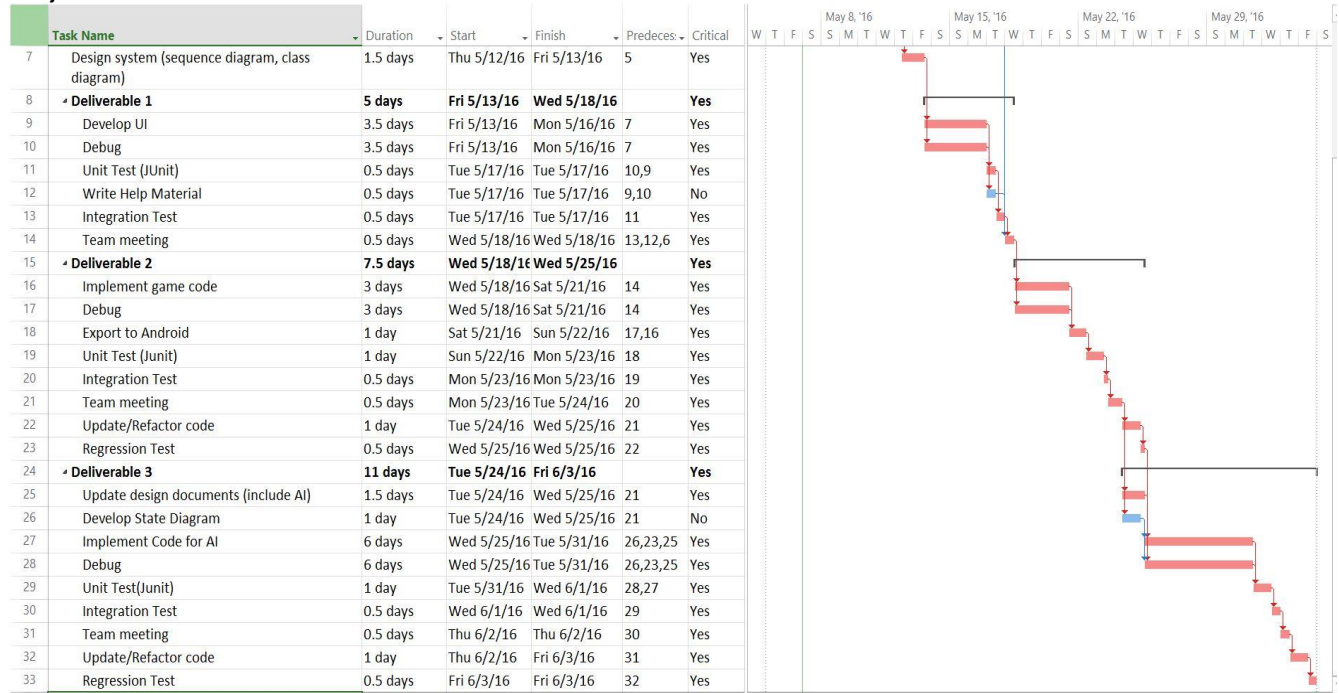 May 8, '16 May 15, '16 May 22, '16 May 29, '16
Task Name Duration Start Finish Predeces: Critical W T F S S M T W T F S S M T W T F S S M T W T F S S M T W T F S
7 Design system (sequence diagram, class diagram) 1.5 days Thu 5/12/16 Fri 5/13/16 5 Yes
8 Deliverable 1 5 days Fri 5/13/16 Wed 5/18/16 Yes
9 Develop UI 3.5 days Fri 5/13/16 Mon 5/16/16 7 Yes
10 Debug 3.5 days Fri 5/13/16 Mon 5/16/16 7 Yes
11 Unit Test (JUnit) 0.5 days Tue 5/17/16 Tue 5/17/16 10,9 Yes
12 Write Help Material 0.5 days Tue 5/17/16 Tue 5/17/16 9,10 No
13 Integration Test 0.5 days Tue 5/17/16 Tue 5/17/16 11 Yes
14 Team meeting 0.5 days Wed 5/18/16 Wed 5/18/16 13,12,6 Yes
15 Deliverable 2 7.5 days Wed 5/18/16 Wed 5/25/16 Yes
16 Implement game code 3 days Wed 5/18/16 Sat 5/21/16 14 Yes
17 Debug 3 days Wed 5/18/16 Sat 5/21/16 14 Yes
18 Export to Android 1 day Sat 5/21/16 Sun 5/22/16 17,16 Yes
19 Unit Test (Junit) 1 day Sun 5/22/16 Mon 5/23/16 18 Yes
20 Integration Test 0.5 days Mon 5/23/16 Mon 5/23/16 19 Yes
21 Team meeting 0.5 days Mon 5/23/16 Tue 5/24/16 20 Yes
22 Update/Refactor code 1 day Tue 5/24/16 Wed 5/25/16 21 Yes
23 Regression Test 0.5 days Wed 5/25/16 Wed 5/25/16 22 Yes
24 Deliverable 3 11 days Tue 5/24/16 Fri 6/3/16 Yes
25 Update design documents (include AI) 1.5 days Tue 5/24/16 Wed 5/25/16 21 Yes
26 Develop State Diagram 1 day Tue 5/24/16 Wed 5/25/16 21 No
27 Implement Code for AI 6 days Wed 5/25/16 Tue 5/31/16 26,23,25 Yes
28 Debug 6 days Wed 5/25/16 Tue 5/31/16 26,23,25 Yes
29 Unit Test(Junit) 1 day Tue 5/31/16 Wed 6/1/16 28,27 Yes
30 Integration Test 0.5 days Wed 6/1/16 Wed 6/1/16 29 Yes
31 Team meeting 0.5 days Thu 6/2/16 Thu 6/2/16 30 Yes
32 Update/Refactor code 1 day Thu 6/2/16 Fri 6/3/16 31 Yes
33 Regression Test 0.5 days Fri 6/3/16 Fri 6/3/16 32 Yes